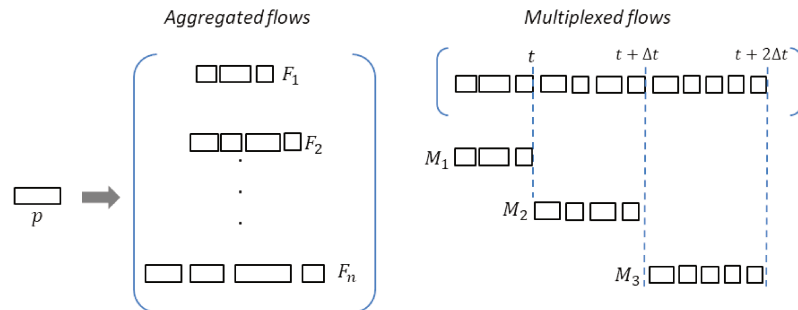 Aggregated flows
Multiplexed flows
F₁
F₂
.
.
.
Fₙ
p
t
t + Δt
t + 2Δt
M₁
M₂
M₃